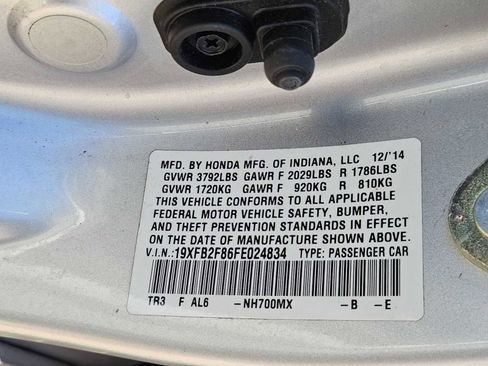 MFD. BY HONDA MFG. OF INDIANA, LLC 12/'14
GVWR 3792LBS GAWR F 2029LBS R 1786LBS
GVWR 1720KG GAWR F 920KG R 810KG
THIS VEHICLE CONFORMS TO ALL APPLICABLE
FEDERAL MOTOR VEHICLE SAFETY, BUMPER,
AND THEFT PREVENTION STANDARDS IN EFFECT
ON THE DATE OF MANUFACTURE SHOWN ABOVE.
V.I.N.:19XFB2F86FE024834 TYPE: PASSENGER CAR
TR3 F AL6 -NH700MX -B -E